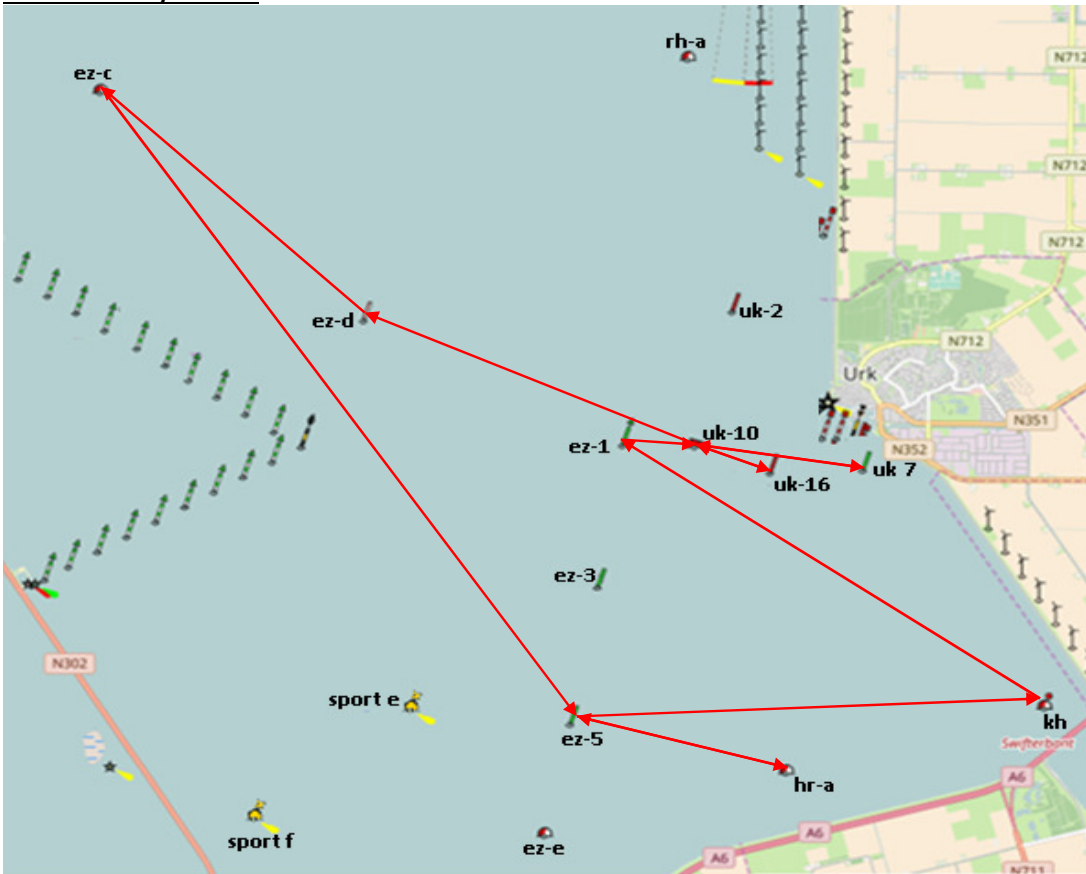 rh-a
N712
ez-c
N712
N712
uk-2
ez-d
N712
Urk
N351
uk-10
ez-1
N352
uk 7
uk-16
ez-3
N302
sport e
kh
ez-5
Swifterbant
A6
hr-a
A6
sport f
ez-e
A6
N711